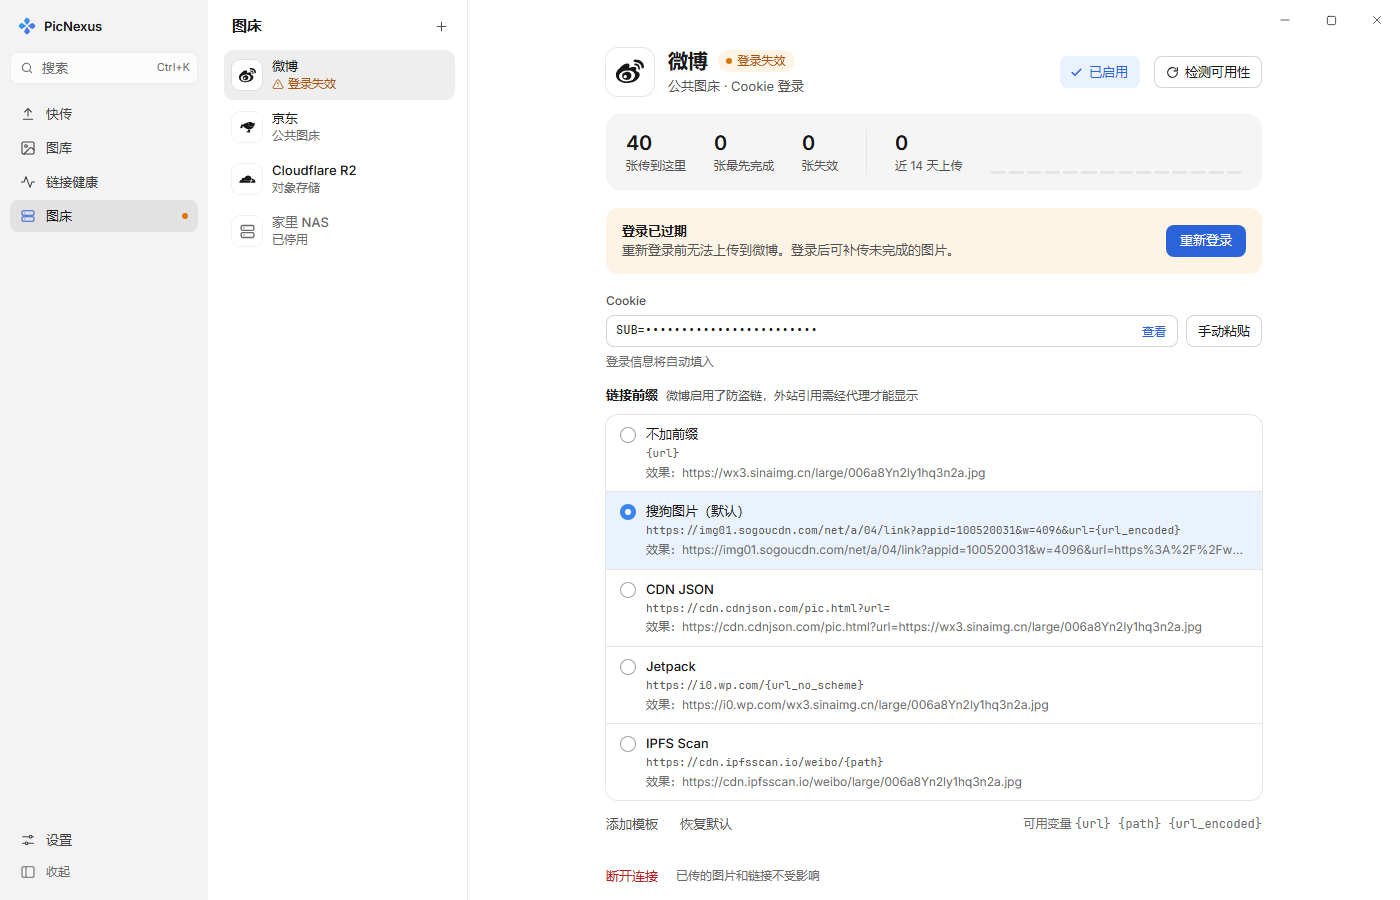 PicNexus
搜索 Ctrl+K
快传
图库
链接健康
图床
设置
收起
图床
微博
登录失效
京东
公共图床
Cloudflare R2
对象存储
家里 NAS
已停用
微博 登录失效
公共图床 · Cookie 登录
已启用 检测可用性
40 0 0 0
张传到这里 张最先完成 张失效 近 14 天上传
登录已过期
重新登录前无法上传到微博。登录后可补传未完成的图片。
重新登录
Cookie
SUB=•••••••••••••••••••••••• 查看 手动粘贴
登录信息将自动填入
链接前缀 微博启用了防盗链，外站引用需经代理才能显示
不加前缀
{url}
效果：https://wx3.sinaimg.cn/large/006a8Yn2ly1hq3n2a.jpg
搜狗图片（默认）
https://img01.sogoucdn.com/net/a/04/link?appid=100520031&w=4096&url={url_encoded}
效果：https://img01.sogoucdn.com/net/a/04/link?appid=100520031&w=4096&url=https%3A%2F%2Fw...
CDN JSON
https://cdn.cdnjson.com/pic.html?url=
效果：https://cdn.cdnjson.com/pic.html?url=https://wx3.sinaimg.cn/large/006a8Yn2ly1hq3n2a.jpg
Jetpack
https://i0.wp.com/{url_no_scheme}
效果：https://i0.wp.com/wx3.sinaimg.cn/large/006a8Yn2ly1hq3n2a.jpg
IPFS Scan
https://cdn.ipfsscan.io/weibo/{path}
效果：https://cdn.ipfsscan.io/weibo/large/006a8Yn2ly1hq3n2a.jpg
添加模板 恢复默认 可用变量 {url} {path} {url_encoded}
断开连接 已传的图片和链接不受影响